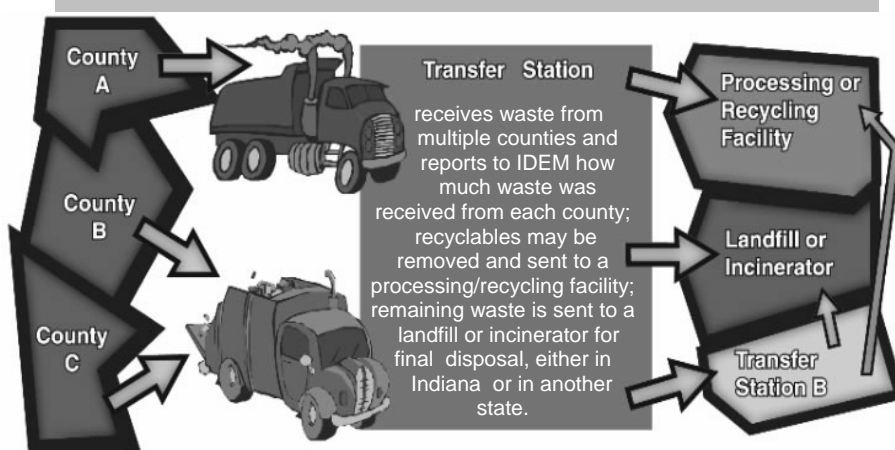 County
A
County
B
County
C
Transfer Station
receives waste from
multiple counties and
reports to IDEM how
much waste was
received from each county;
recyclables may be
removed and sent to a
processing/recycling facility;
remaining waste is sent to a
landfill or incinerator for
final disposal, either in
Indiana or in another
state.
Processing or
Recycling
Facility
Landfill or
Incinerator
Transfer
Station B